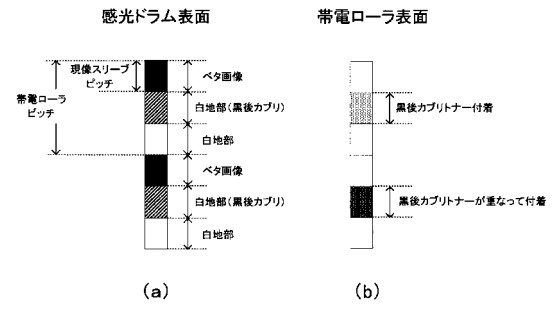 感光ドラム表面
帯電ローラ表面
現像スリーブ
ピッチ
帯電ローラ
ピッチ
ベタ画像
白地部(黒後カブリ)
白地部
ベタ画像
白地部(黒後カブリ)
白地部
黒後カブリトナー付着
黒後カブリトナーが重なって付着
(a)
(b)